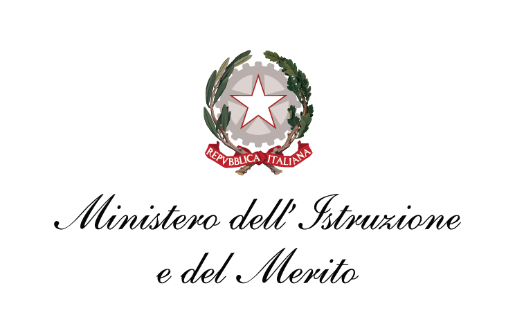 REPVBBLICA ITALIANA
Ministero dell'Istruzione
e del Merito